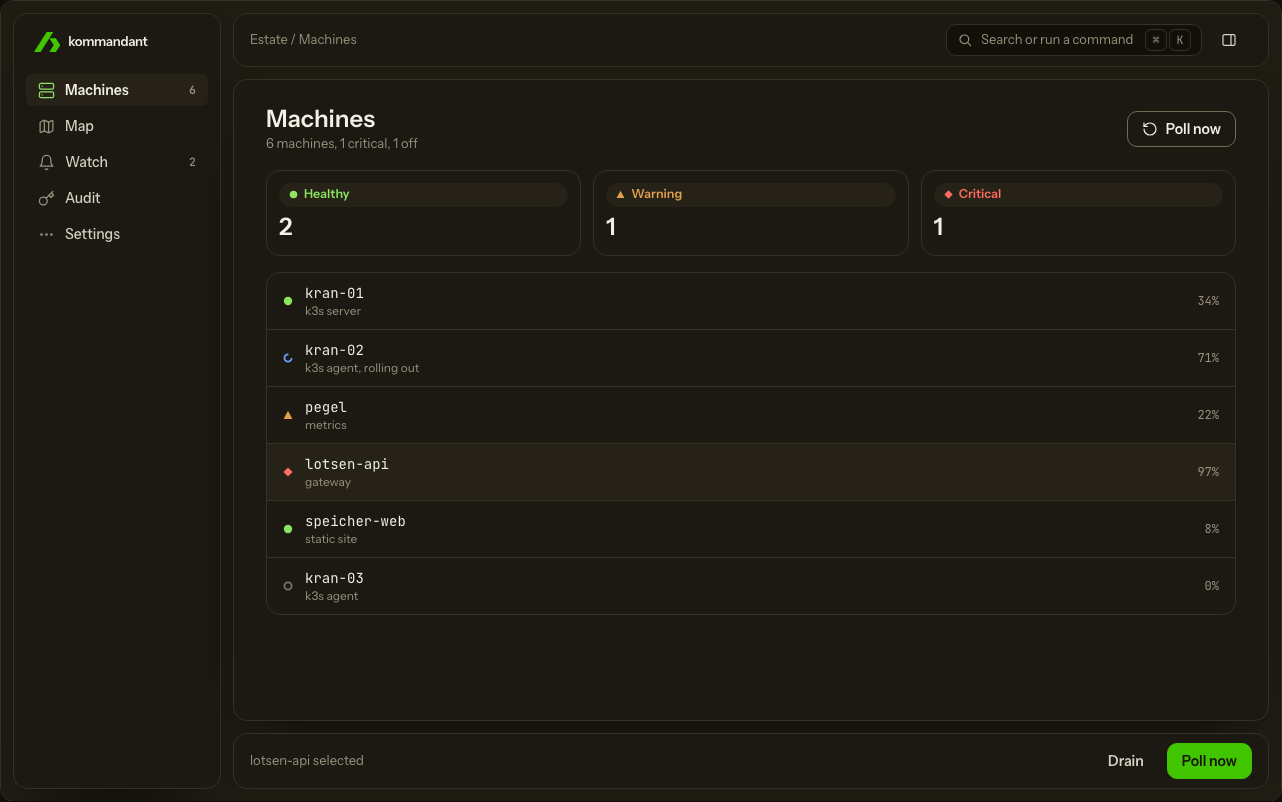 kommandant
Machines 6
Map
Watch 2
Audit
Settings
Estate / Machines
Search or run a command ⌘ K
Machines
6 machines, 1 critical, 1 off
Poll now
Healthy
2
Warning
1
Critical
1
kran-01
k3s server
34%
kran-02
k3s agent, rolling out
71%
pegel
metrics
22%
lotsen-api
gateway
97%
speicher-web
static site
8%
kran-03
k3s agent
0%
lotsen-api selected
Drain
Poll now